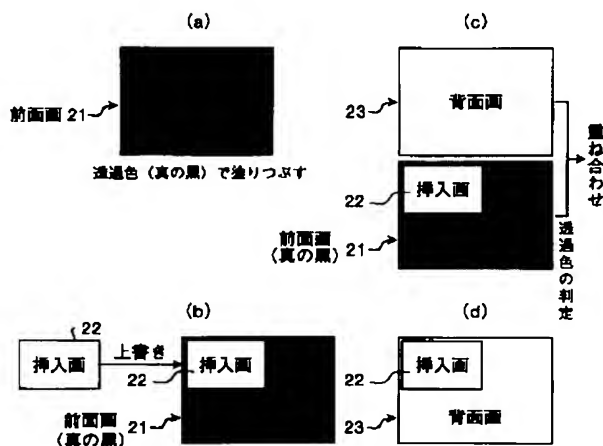 (a)
前画面 21
透過色（真の黒）で塗りつぶす
(b)
22
挿入画
上書き
22
挿入画
前面画 21
(真の黒)
(c)
23
背面画
22
挿入画
前面画
(真の黒)
21
重ね合わせ
透過色の判定
(d)
22
挿入画
23
背面画